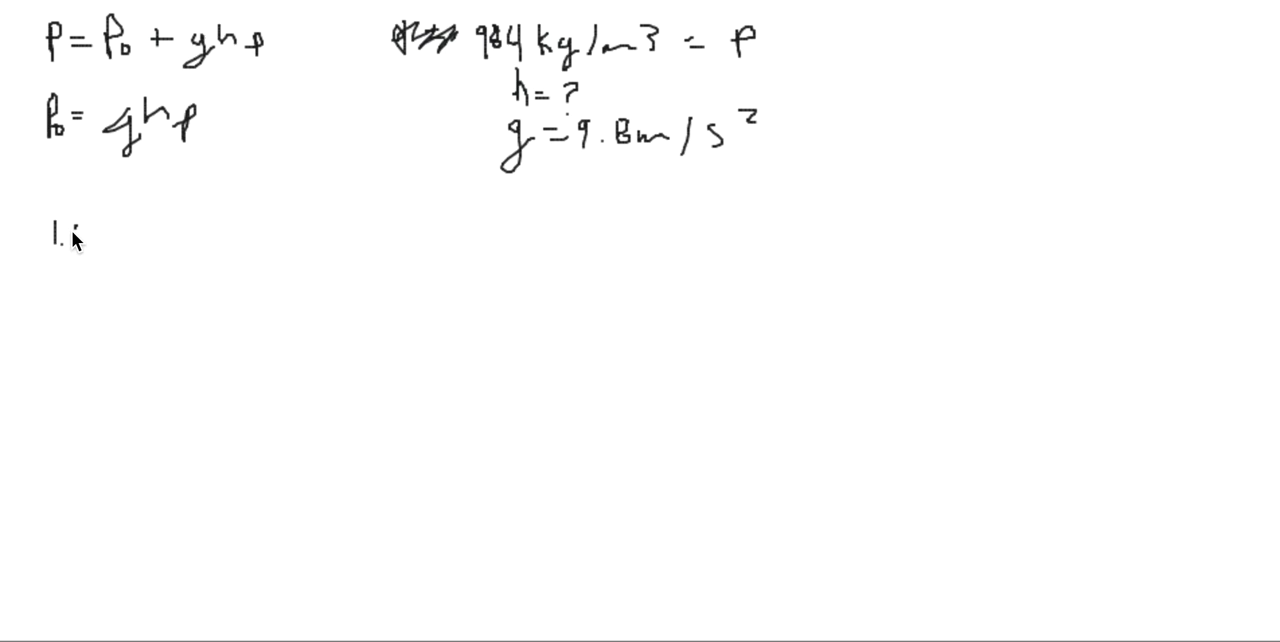 P = P₀ + ghρ
984 kg/m3 = ρ
h = ?
P₀ = ghρ
g = 9.8m/s²
1.